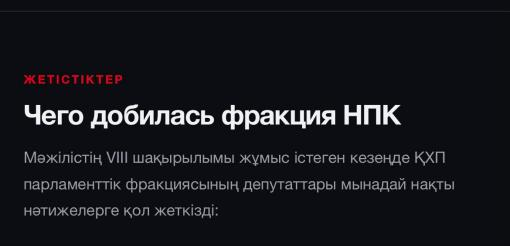 ЖЕТІСТІКТЕР
Чего добилась фракция НПК
Мәжілістің VIII шақырылымы жұмыс істеген кезеңде ҚХП
парламенттік фракциясының депутаттары мынадай нақты
нәтижелерге қол жеткізді: